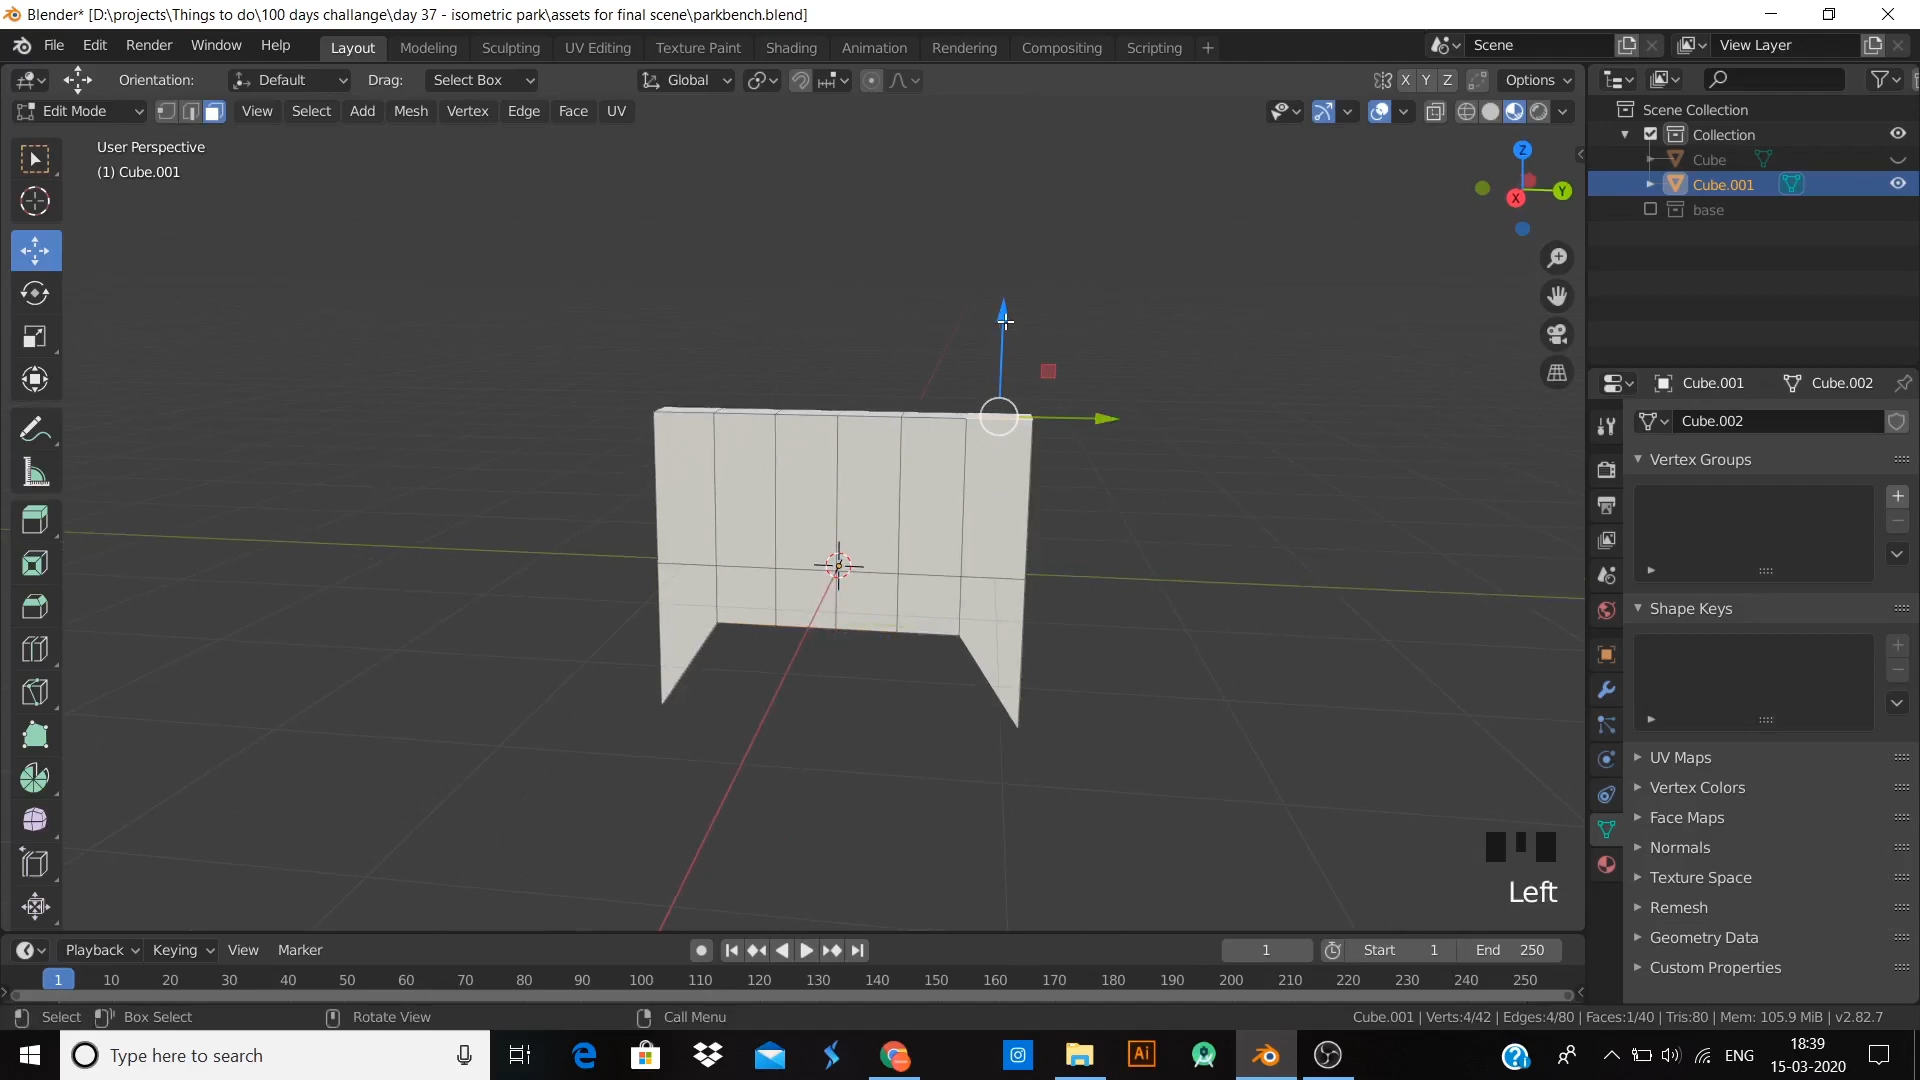 Blender* [D:\projects\Things to do\100 days challange\day 37 - isometric park\assets for final scene\parkbench.blend]
File Edit Render Window Help Layout Modeling Sculpting UV Editing Texture Paint Shading Animation Rendering Compositing Scripting + Scene View Layer
Orientation: Default Drag: Select Box Global X Y Z Options
Edit Mode View Select Add Mesh Vertex Edge Face UV
Scene Collection
Collection
Cube
Cube.001
base
User Perspective
(1) Cube.001
Z
Y
X
Cube.001 Cube.002
Cube.002
Vertex Groups
Shape Keys
UV Maps
Vertex Colors
Face Maps
Normals
Texture Space
Remesh
Geometry Data
Custom Properties
Left
Playback Keying View Marker 1 Start 1 End 250
1 10 20 30 40 50 60 70 80 90 100 110 120 130 140 150 160 170 180 190 200 210 220 230 240 250
Select Box Select Rotate View Call Menu Cube.001 | Verts:4/42 | Edges:4/80 | Faces:1/40 | Tris:80 | Mem: 105.9 MiB | v2.82.7
Type here to search
Ai
ENG
18:39
15-03-2020